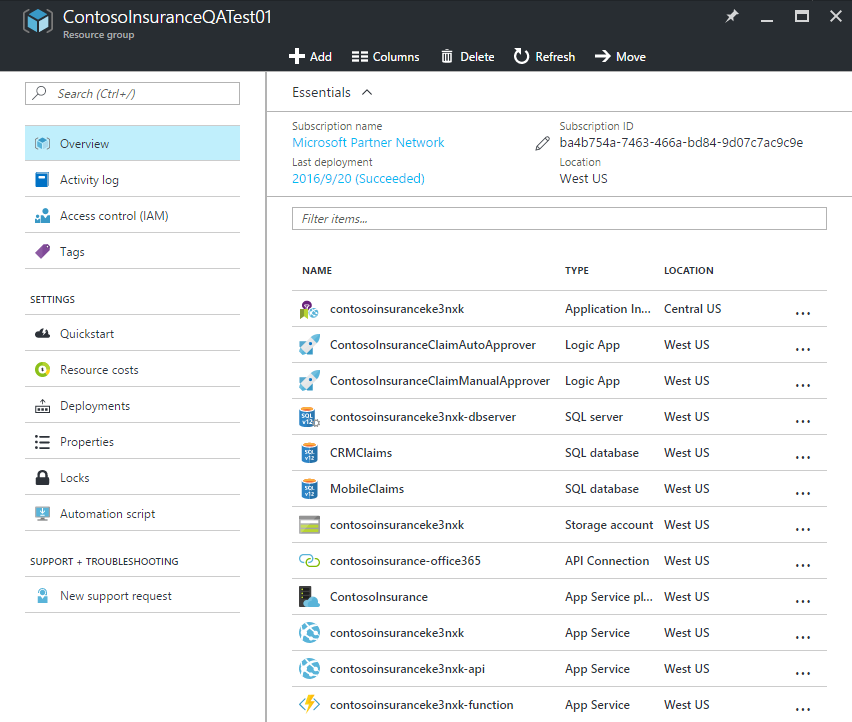 ContosoInsuranceQATest01
Resource group
Add Columns Delete Refresh Move
Search (Ctrl+/)
Overview
Activity log
Access control (IAM)
Tags
SETTINGS
Quickstart
Resource costs
Deployments
Properties
Locks
Automation script
SUPPORT + TROUBLESHOOTING
New support request
Essentials
Subscription name Subscription ID
Microsoft Partner Network ba4b754a-7463-466a-bd84-9d07c7ac9c9e
Last deployment Location
2016/9/20 (Succeeded) West US
Filter items...
NAME TYPE LOCATION
contosoinsuranceke3nxk Application In... Central US ...
ContosoInsuranceClaimAutoApprover Logic App West US ...
ContosoInsuranceClaimManualApprover Logic App West US ...
contosoinsuranceke3nxk-dbserver SQL server West US ...
CRMClaims SQL database West US ...
MobileClaims SQL database West US ...
contosoinsuranceke3nxk Storage account West US ...
contosoinsurance-office365 API Connection West US ...
ContosoInsurance App Service pl... West US ...
contosoinsuranceke3nxk App Service West US ...
contosoinsuranceke3nxk-api App Service West US ...
contosoinsuranceke3nxk-function App Service West US ...